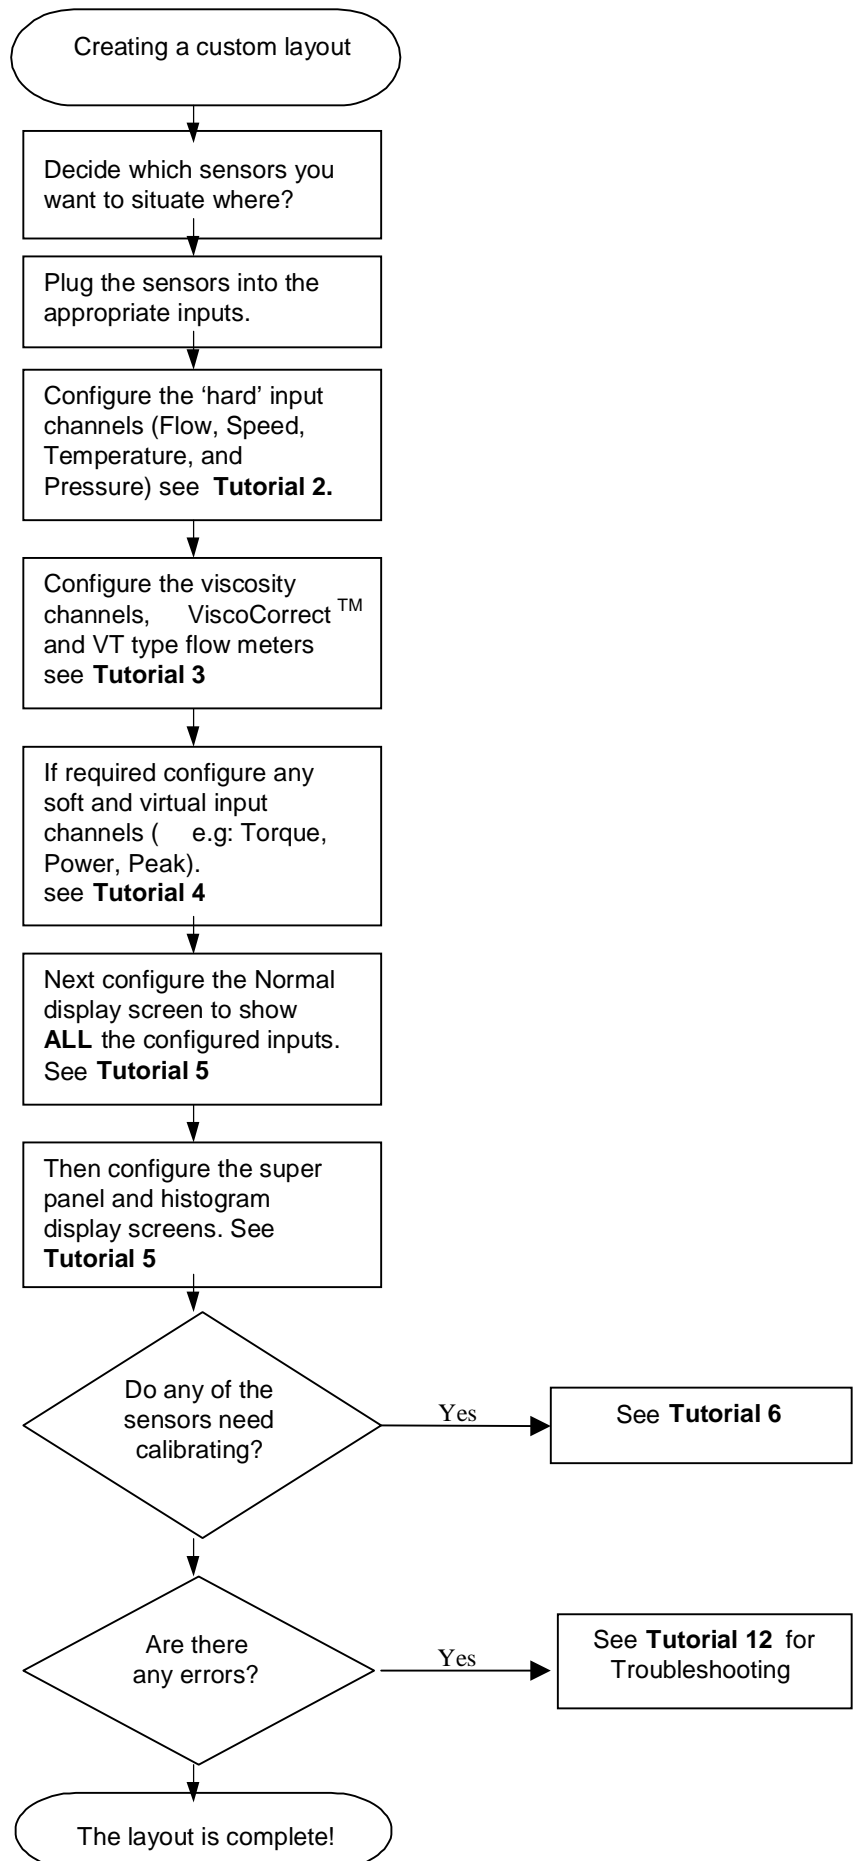 Creating a custom layout
Decide which sensors you
want to situate where?
Plug the sensors into the
appropriate inputs.
Configure the ‘hard’ input
channels (Flow, Speed,
Temperature, and
Pressure) see Tutorial 2.
Configure the viscosity
channels, ViscoCorrect TM
and VT type flow meters
see Tutorial 3
If required configure any
soft and virtual input
channels ( e.g: Torque,
Power, Peak).
see Tutorial 4
Next configure the Normal
display screen to show
ALL the configured inputs.
See Tutorial 5
Then configure the super
panel and histogram
display screens. See
Tutorial 5
Do any of the
sensors need
calibrating?
Yes
See Tutorial 6
Are there
any errors?
Yes
See Tutorial 12 for
Troubleshooting
The layout is complete!